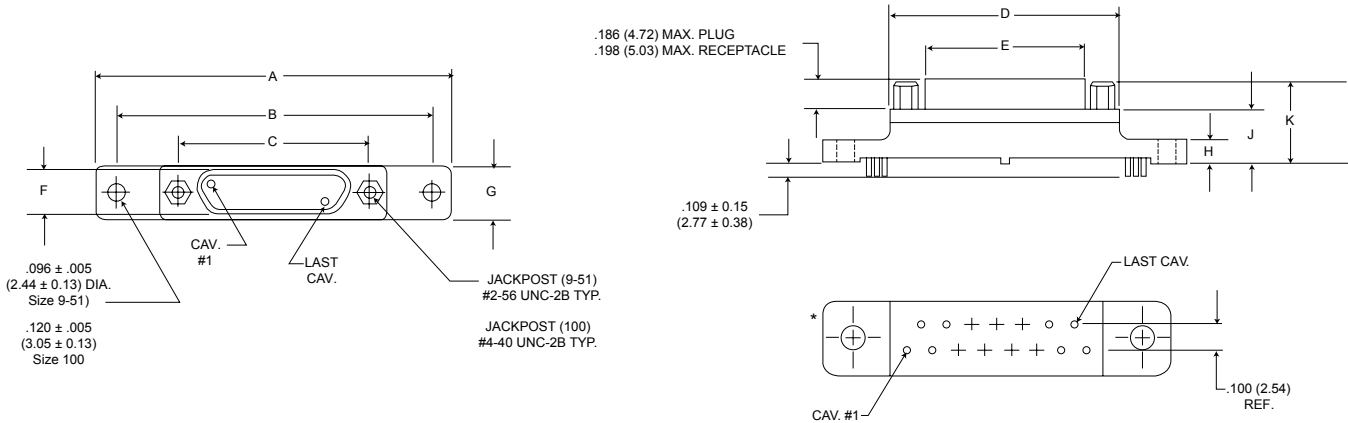 A
B
C
F
G
CAV.
#1
LAST
CAV.
.096 ± .005
(2.44 ± 0.13) DIA.
Size 9-51)
.120 ± .005
(3.05 ± 0.13)
Size 100
JACKPOST (9-51)
#2-56 UNC-2B TYP.
JACKPOST (100)
#4-40 UNC-2B TYP.
.186 (4.72) MAX. PLUG
.198 (5.03) MAX. RECEPTACLE
D
E
K
J
H
.109 ± 0.15
(2.77 ± 0.38)
LAST CAV.
*
CAV. #1
.100 (2.54)
REF.